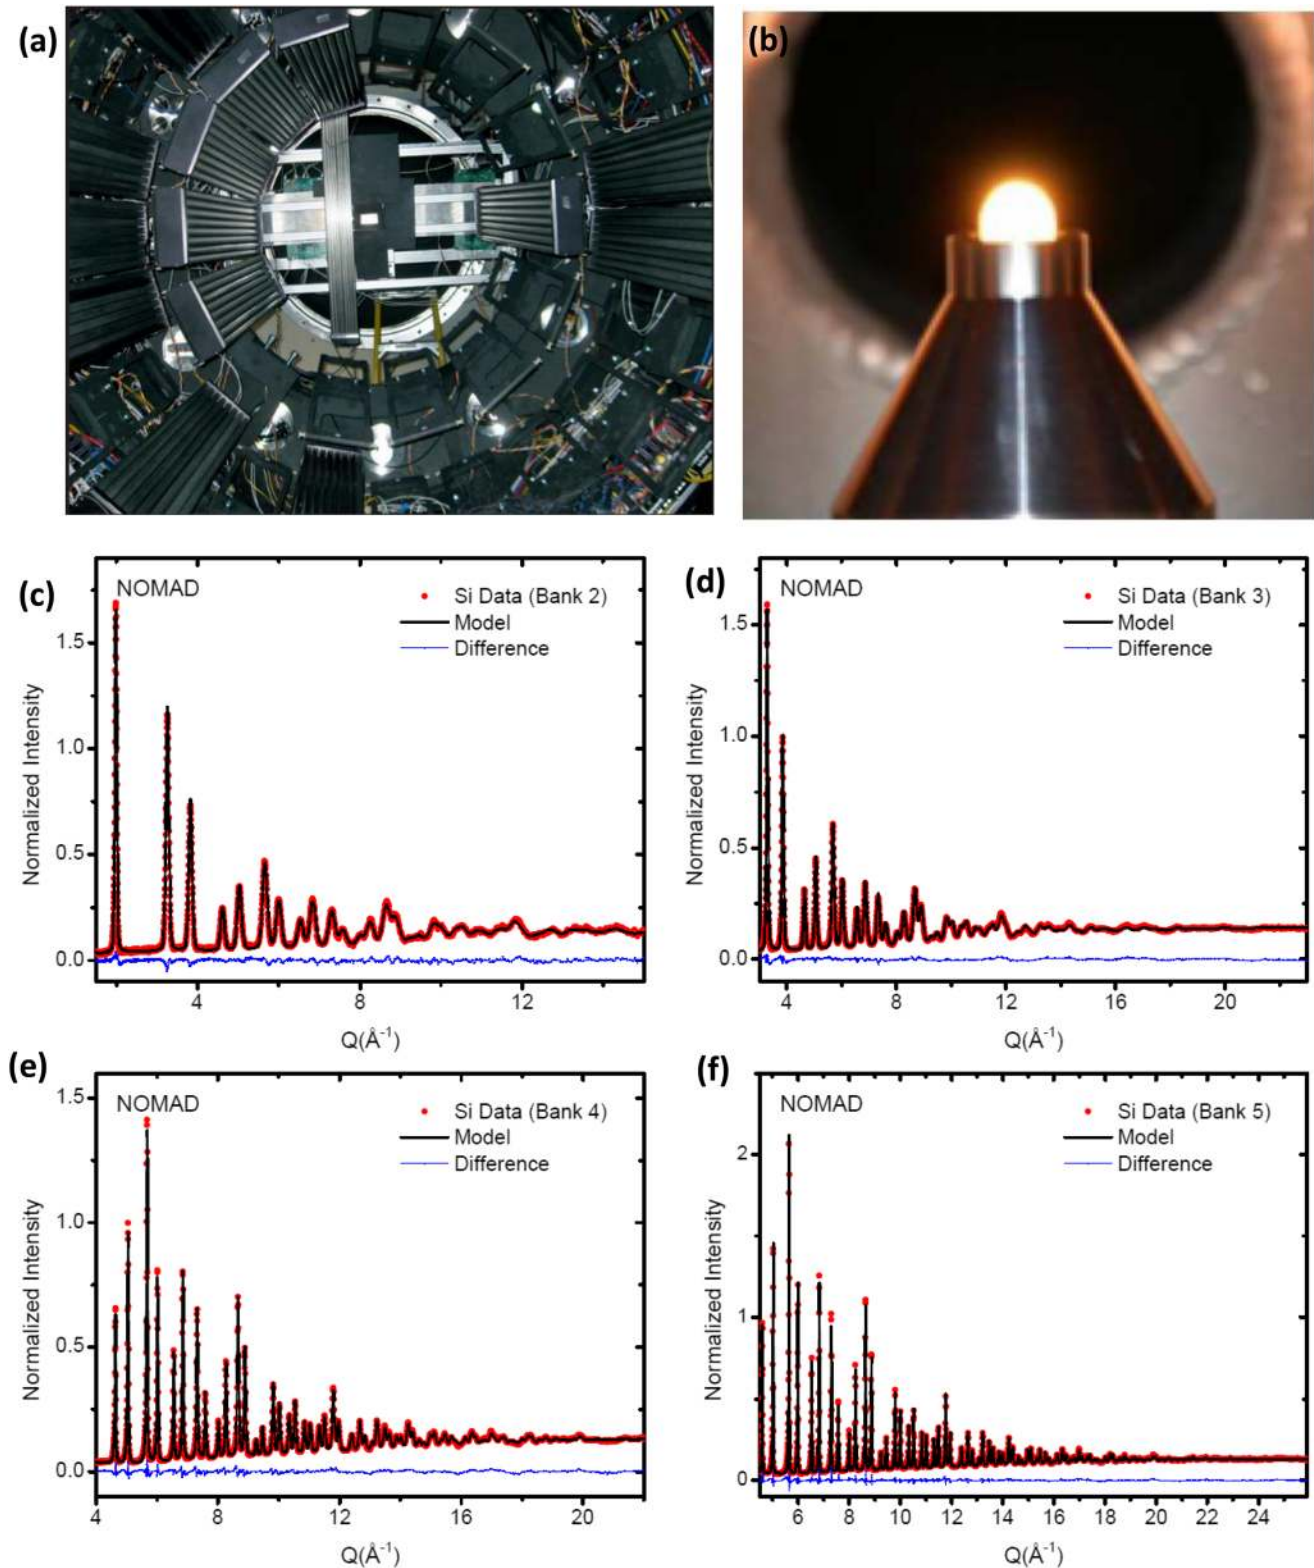 (a)
(b)
(c)
NOMAD
Si Data (Bank 2)
Model
Difference
1.5
1.0
0.5
0.0
Normalized Intensity
4
8
12
Q(Å⁻¹)
(d)
NOMAD
Si Data (Bank 3)
Model
Difference
1.5
1.0
0.5
0.0
Normalized Intensity
4
8
12
16
20
Q(Å⁻¹)
(e)
NOMAD
Si Data (Bank 4)
Model
Difference
1.5
1.0
0.5
0.0
Normalized Intensity
4
8
12
16
20
Q(Å⁻¹)
(f)
NOMAD
Si Data (Bank 5)
Model
Difference
2
1
0
Normalized Intensity
6
8
10
12
14
16
18
20
22
24
Q(Å⁻¹)